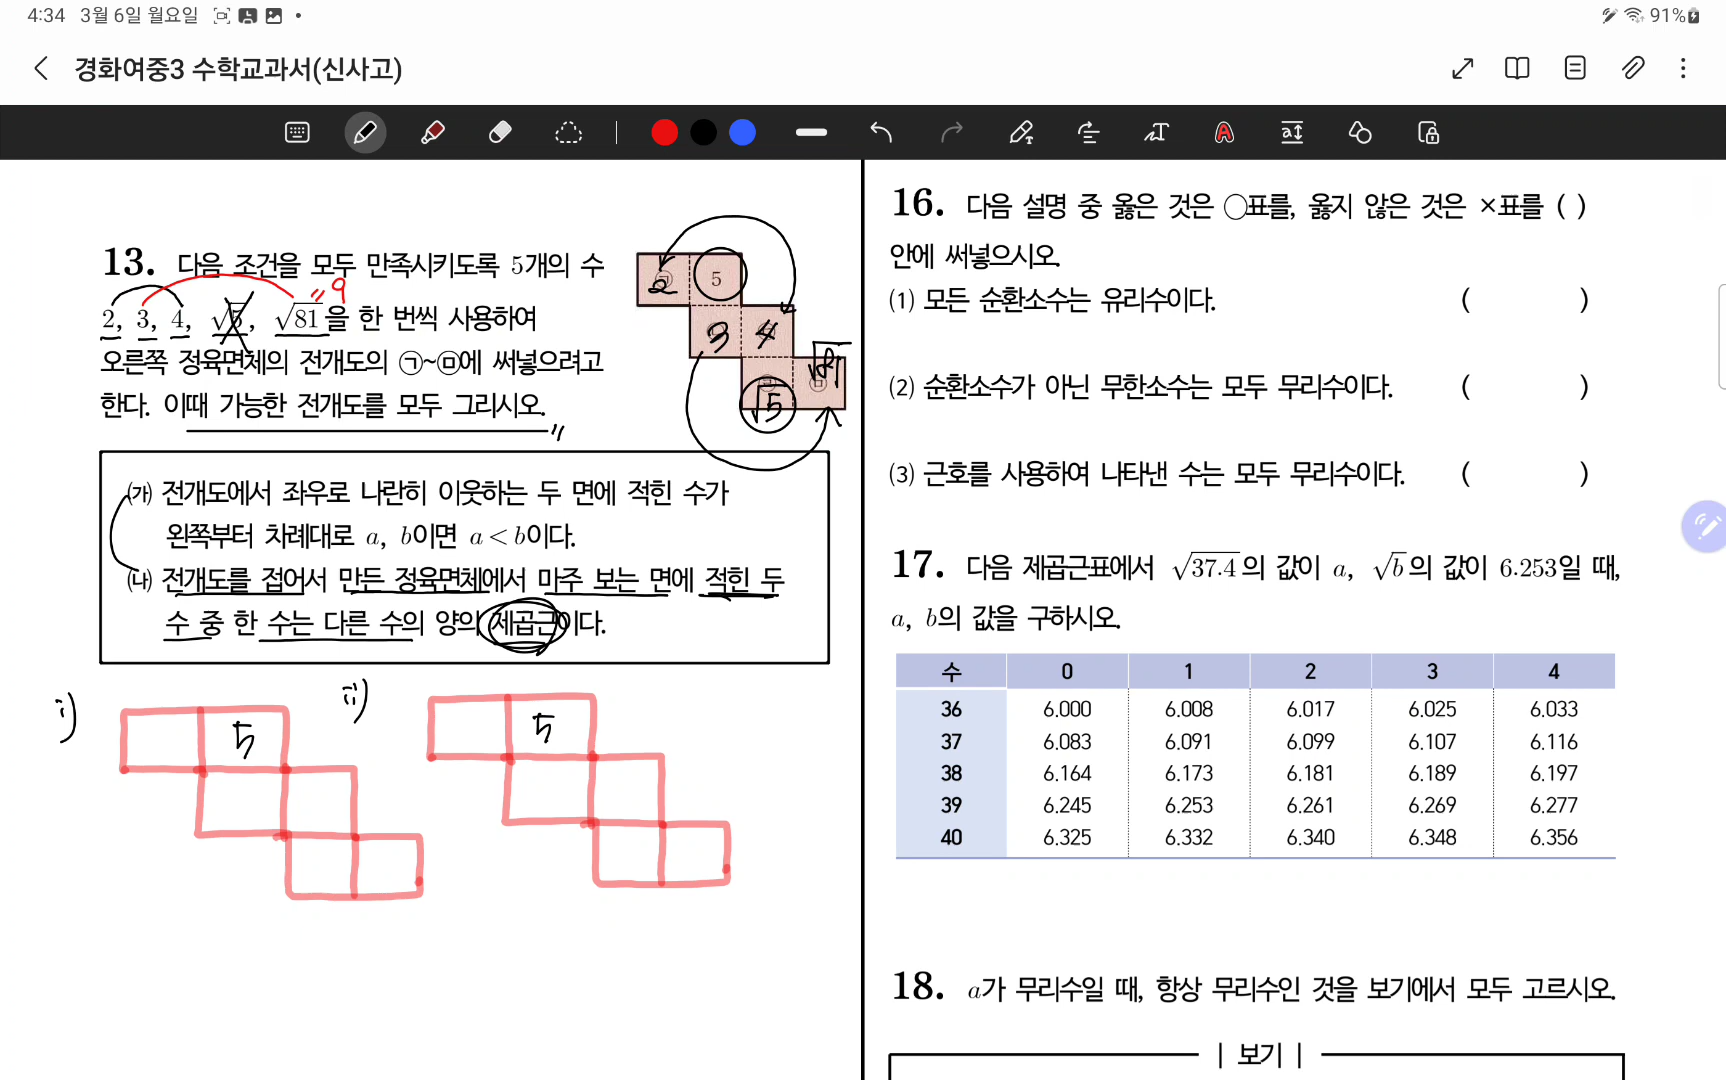 4:34 3월 6일 월요일
91%
경화여중3 수학교과서(신사고)
13. 다음 조건을 모두 만족시키도록 5개의 수
2, 3, 4, √5, √81을 한 번씩 사용하여
〃9
오른쪽 정육면체의 전개도의 ㉠~㉤에 써넣으려고
한다. 이때 가능한 전개도를 모두 그리시오.
2 5
3 4
√5 √81
㈎ 전개도에서 좌우로 나란히 이웃하는 두 면에 적힌 수가
왼쪽부터 차례대로 a, b이면 a < b이다.
㈏ 전개도를 접어서 만든 정육면체에서 마주 보는 면에 적힌 두
수 중 한 수는 다른 수의 양의 제곱근이다.
i) 5
ii) 5
16. 다음 설명 중 옳은 것은 ○표를, 옳지 않은 것은 ×표를 ( )
안에 써넣으시오.
(1) 모든 순환소수는 유리수이다. ( )
(2) 순환소수가 아닌 무한소수는 모두 무리수이다. ( )
(3) 근호를 사용하여 나타낸 수는 모두 무리수이다. ( )
17. 다음 제곱근표에서 √37.4의 값이 a, √b의 값이 6.253일 때,
a, b의 값을 구하시오.
수 0 1 2 3 4
36 6.000 6.008 6.017 6.025 6.033
37 6.083 6.091 6.099 6.107 6.116
38 6.164 6.173 6.181 6.189 6.197
39 6.245 6.253 6.261 6.269 6.277
40 6.325 6.332 6.340 6.348 6.356
18. a가 무리수일 때, 항상 무리수인 것을 보기에서 모두 고르시오.
| 보기 |